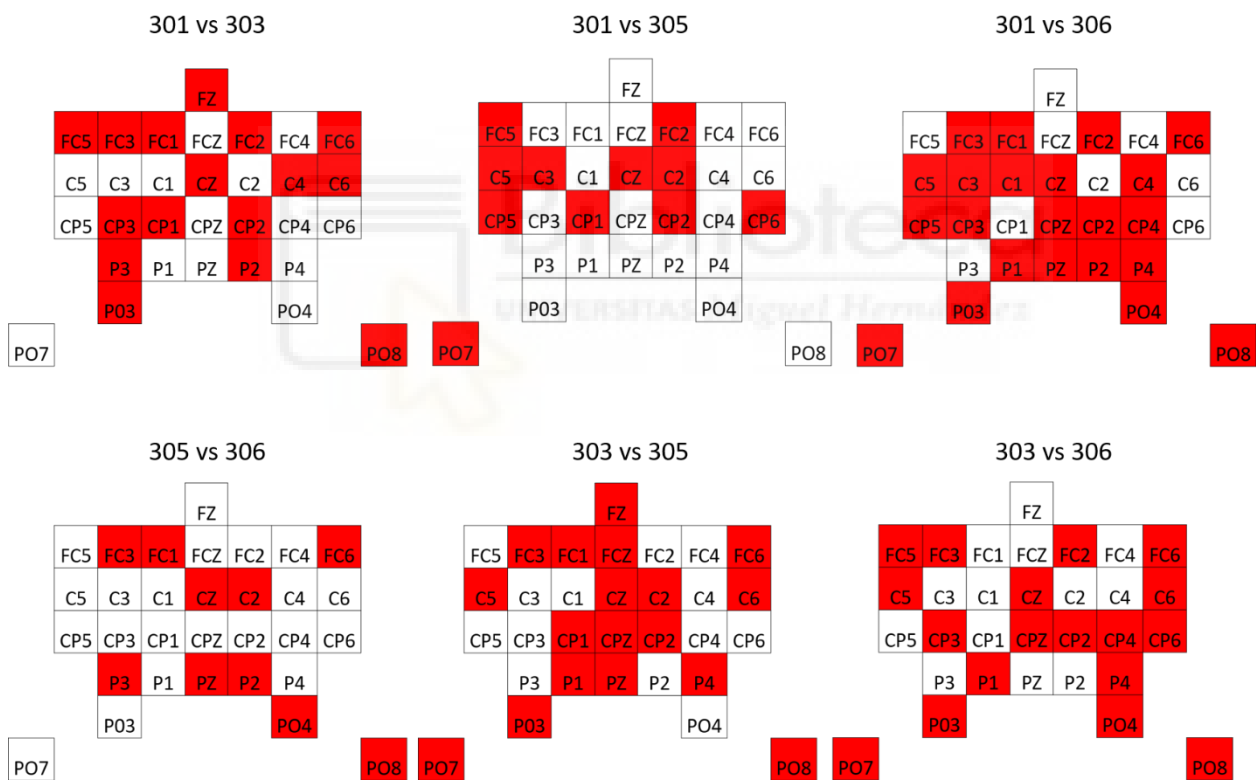 301 vs 303 301 vs 305 301 vs 306
FZ FZ FZ
FC5 FC3 FC1 FCZ FC2 FC4 FC6 FC5 FC3 FC1 FCZ FC2 FC4 FC6 FC5 FC3 FC1 FCZ FC2 FC4 FC6
C5 C3 C1 CZ C2 C4 C6 C5 C3 C1 CZ C2 C4 C6 C5 C3 C1 CZ C2 C4 C6
Biblioteca
CP5 CP3 CP1 CPZ CP2 CP4 CP6 CP5 CP3 CP1 CPZ CP2 CP4 CP6 CP5 CP3 CP1 CPZ CP2 CP4 CP6
P3 P1 PZ P2 P4 P3 P1 PZ P2 P4 P3 P1 PZ P2 P4
P03 PO4 P03 PO4 P03 PO4
UNIVERSITAS Miguel Hernández
PO7 PO8 PO7 PO8 PO7 PO8
305 vs 306 303 vs 305 303 vs 306
FZ FZ FZ
FC5 FC3 FC1 FCZ FC2 FC4 FC6 FC5 FC3 FC1 FCZ FC2 FC4 FC6 FC5 FC3 FC1 FCZ FC2 FC4 FC6
C5 C3 C1 CZ C2 C4 C6 C5 C3 C1 CZ C2 C4 C6 C5 C3 C1 CZ C2 C4 C6
CP5 CP3 CP1 CPZ CP2 CP4 CP6 CP5 CP3 CP1 CPZ CP2 CP4 CP6 CP5 CP3 CP1 CPZ CP2 CP4 CP6
P3 P1 PZ P2 P4 P3 P1 PZ P2 P4 P3 P1 PZ P2 P4
P03 PO4 P03 PO4 P03 PO4
PO7 PO8 PO7 PO8 PO7 PO8